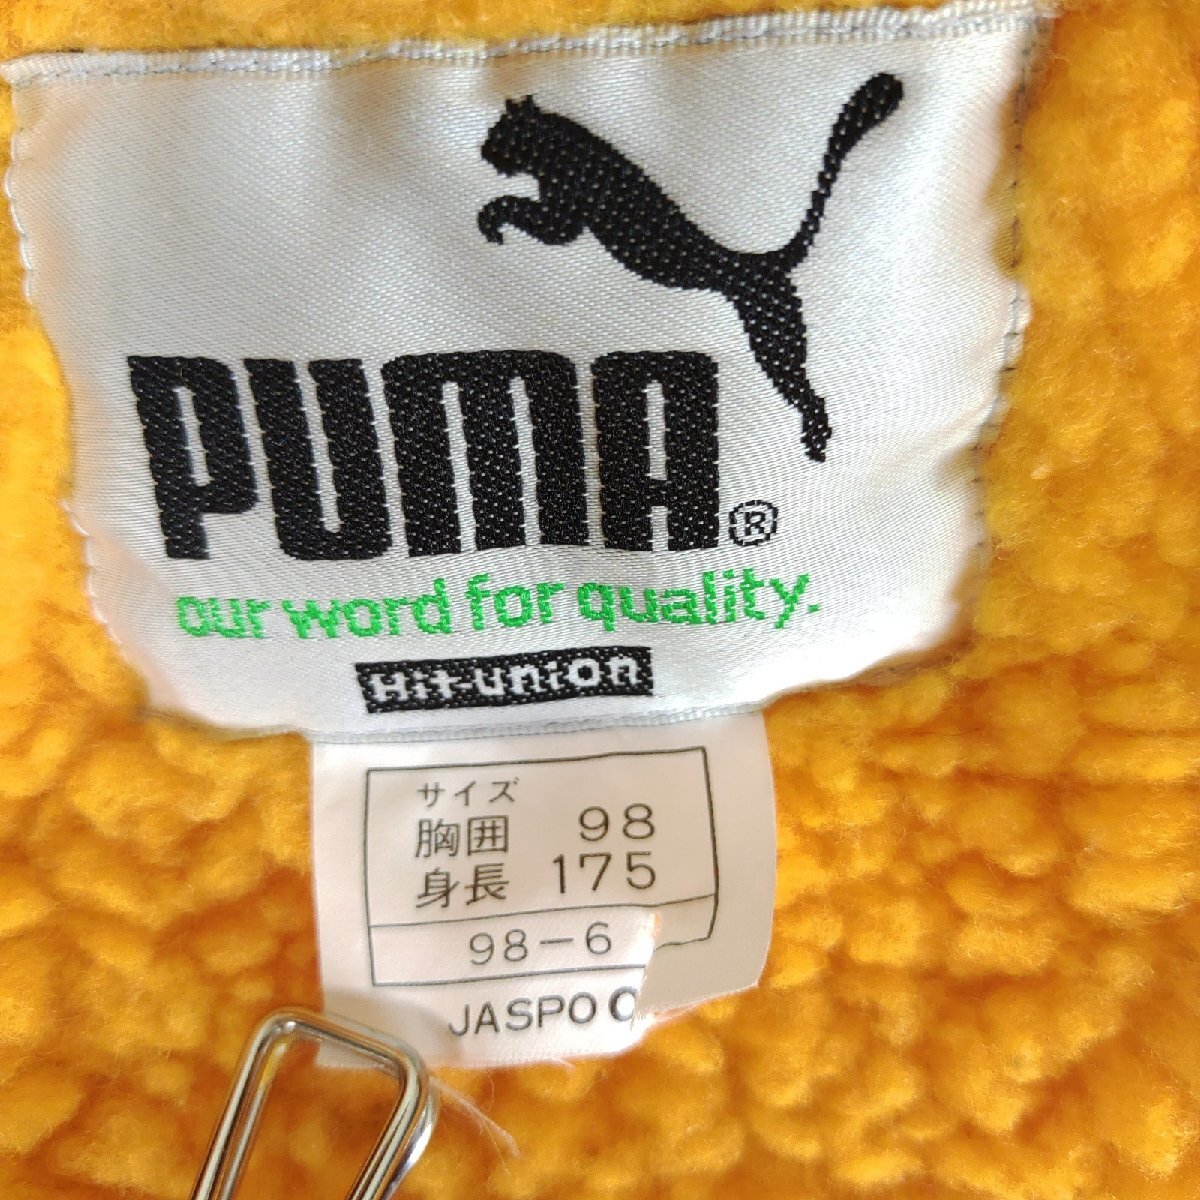 PUMA®
our word for quality.
Hit-union
サイズ
胸囲 98
身長 175
98-6
JASPO